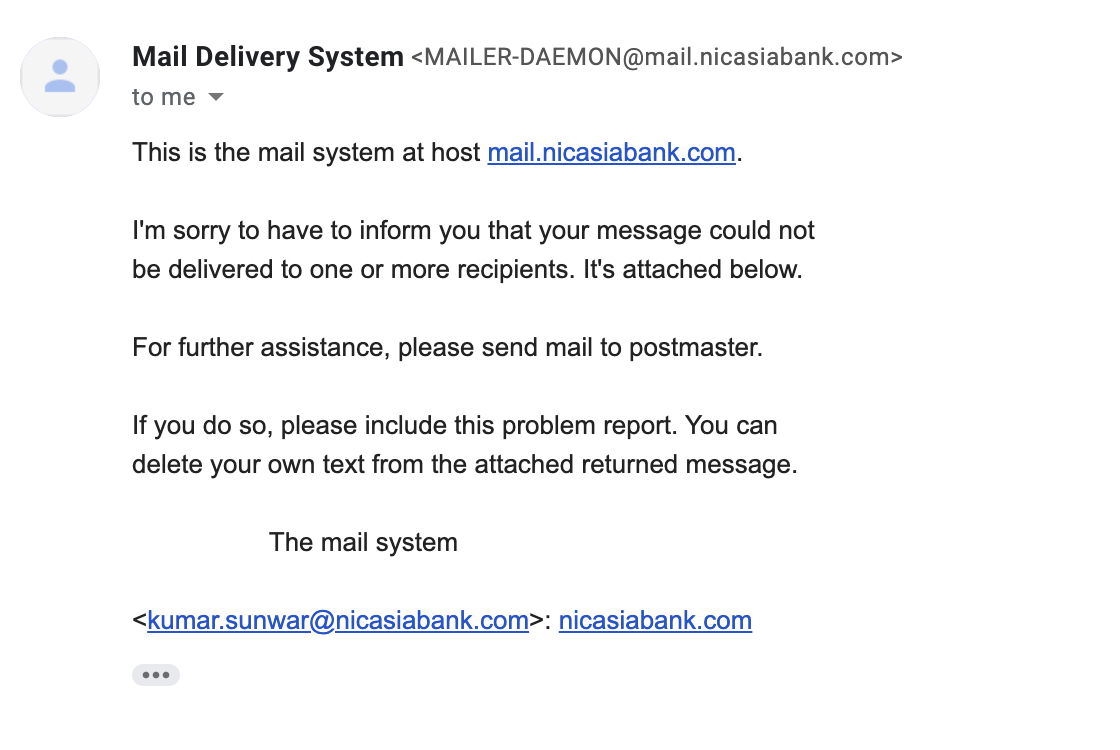 Mail Delivery System <MAILER-DAEMON@mail.nicasiabank.com>
to me
This is the mail system at host mail.nicasiabank.com.
I'm sorry to have to inform you that your message could not
be delivered to one or more recipients. It's attached below.
For further assistance, please send mail to postmaster.
If you do so, please include this problem report. You can
delete your own text from the attached returned message.
The mail system
<kumar.sunwar@nicasiabank.com>: nicasiabank.com